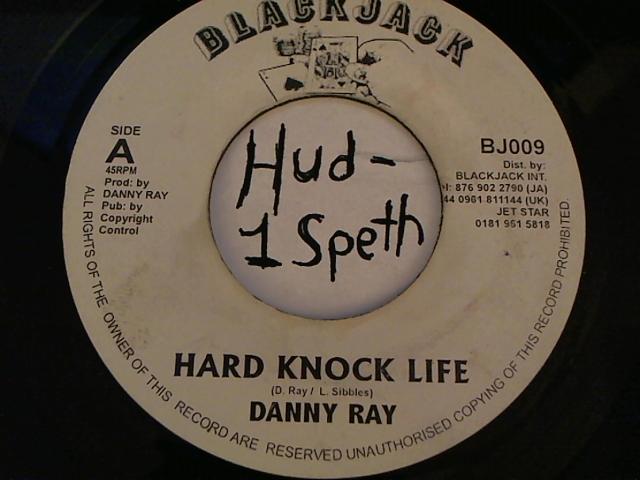 BLACKJACK
SIDE
A
45RPM
Prod: by
DANNY RAY
Pub: by
Copyright
Control
Hud-
1 Speth
BJ009
Dist. by:
BLACKJACK INT.
l: 876 902 2790 (JA)
44 0961 811144 (UK)
JET STAR
0181 961 5818
HARD KNOCK LIFE
(D. Ray / L. Sibbles)
DANNY RAY
ALL RIGHTS OF THE OWNER OF THIS RECORD ARE RESERVED UNAUTHORISED COPYING OF THIS RECORD PROHIBITED.